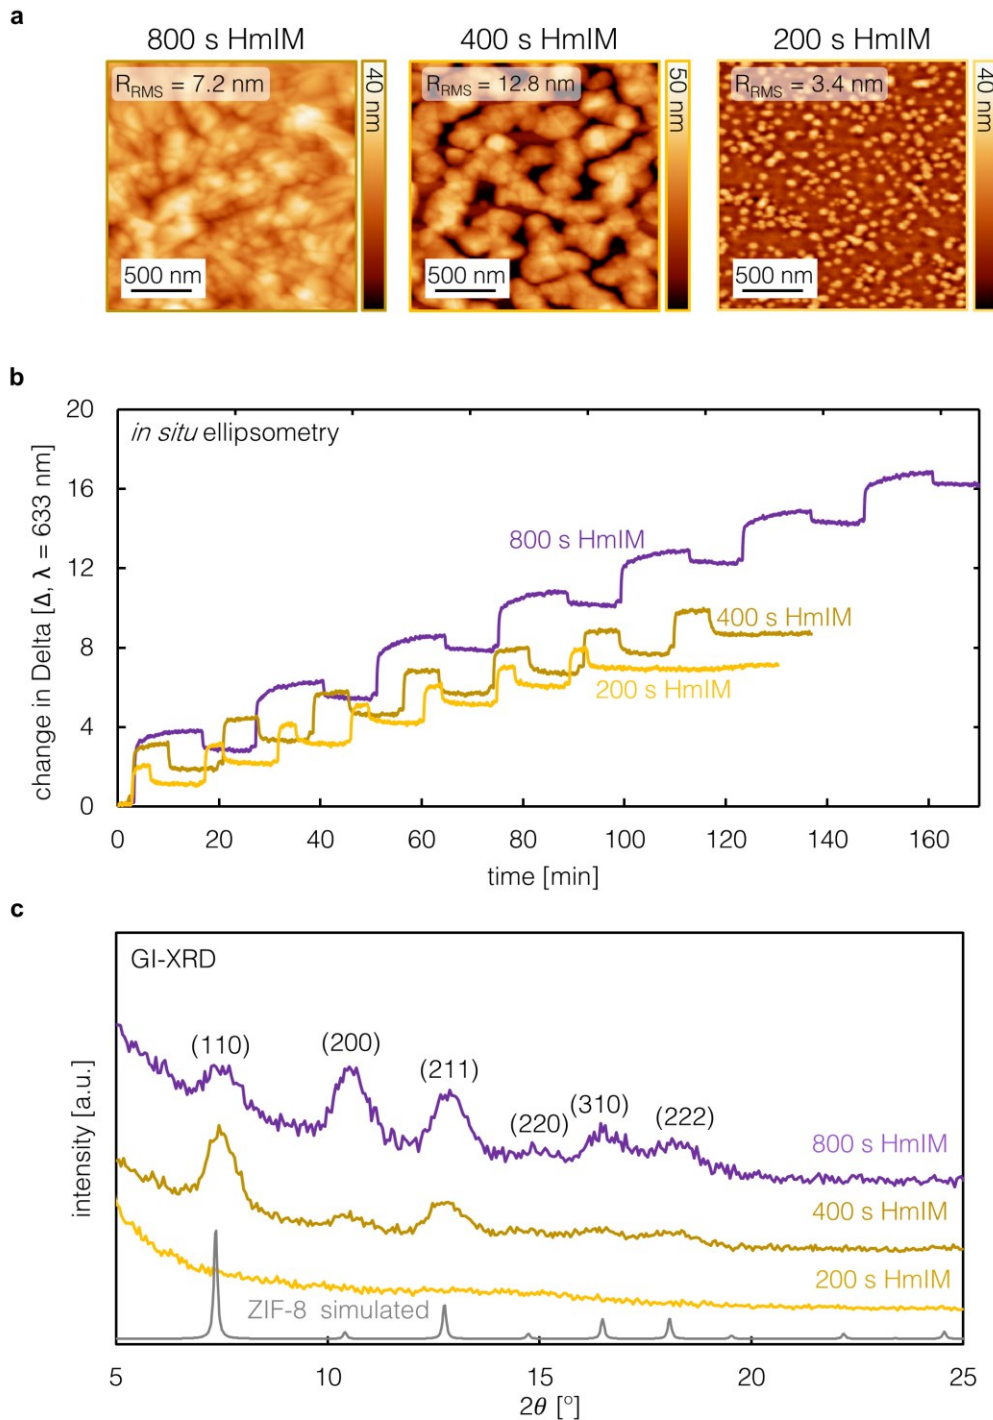 a
800 s HmIM
400 s HmIM
200 s HmIM
R_RMS = 7.2 nm
40 nm
R_RMS = 12.8 nm
50 nm
R_RMS = 3.4 nm
40 nm
500 nm
500 nm
500 nm
b
20
16
12
8
4
0
change in Delta [Δ, λ = 633 nm]
in situ ellipsometry
800 s HmIM
400 s HmIM
200 s HmIM
0 20 40 60 80 100 120 140 160
time [min]
c
GI-XRD
intensity [a.u.]
(110) (200) (211) (220) (310) (222)
800 s HmIM
400 s HmIM
200 s HmIM
ZIF-8 simulated
5 10 15 20 25
2θ [°]